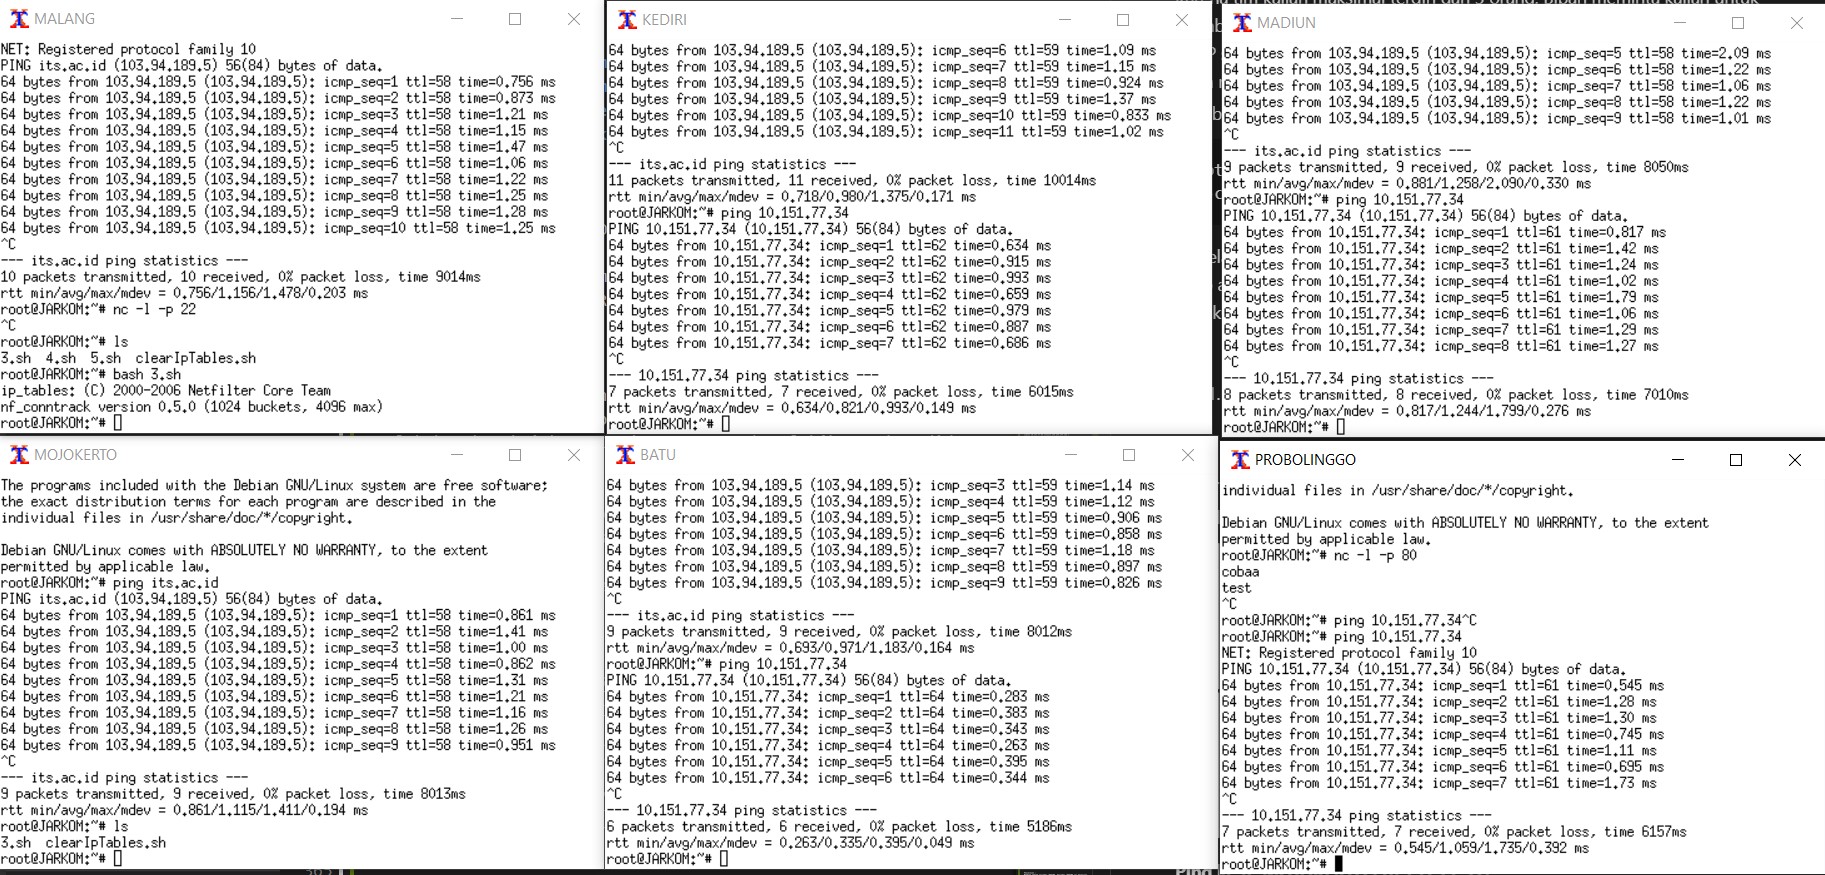 MALANG
NET: Registered protocol family 10
PING its.ac.id (103.94.189.5) 56(84) bytes of data.
64 bytes from 103.94.189.5 (103.94.189.5): icmp_seq=1 ttl=58 time=0.756 ms
64 bytes from 103.94.189.5 (103.94.189.5): icmp_seq=2 ttl=58 time=0.873 ms
64 bytes from 103.94.189.5 (103.94.189.5): icmp_seq=3 ttl=58 time=1.21 ms
64 bytes from 103.94.189.5 (103.94.189.5): icmp_seq=4 ttl=58 time=1.15 ms
64 bytes from 103.94.189.5 (103.94.189.5): icmp_seq=5 ttl=58 time=1.47 ms
64 bytes from 103.94.189.5 (103.94.189.5): icmp_seq=6 ttl=58 time=1.06 ms
64 bytes from 103.94.189.5 (103.94.189.5): icmp_seq=7 ttl=58 time=1.22 ms
64 bytes from 103.94.189.5 (103.94.189.5): icmp_seq=8 ttl=58 time=1.25 ms
64 bytes from 103.94.189.5 (103.94.189.5): icmp_seq=9 ttl=58 time=1.28 ms
64 bytes from 103.94.189.5 (103.94.189.5): icmp_seq=10 ttl=58 time=1.25 ms
^C
--- its.ac.id ping statistics ---
10 packets transmitted, 10 received, 0% packet loss, time 9014ms
rtt min/avg/max/mdev = 0.756/1.156/1.478/0.203 ms
root@JARKOM:~# nc -l -p 22
^C
root@JARKOM:~# ls
3.sh  4.sh  5.sh  clearIpTables.sh
root@JARKOM:~# bash 3.sh
ip_tables: (C) 2000-2006 Netfilter Core Team
nf_conntrack version 0.5.0 (1024 buckets, 4096 max)
root@JARKOM:~#
KEDIRI
64 bytes from 103.94.189.5 (103.94.189.5): icmp_seq=6 ttl=59 time=1.09 ms
64 bytes from 103.94.189.5 (103.94.189.5): icmp_seq=7 ttl=59 time=1.15 ms
64 bytes from 103.94.189.5 (103.94.189.5): icmp_seq=8 ttl=59 time=0.924 ms
64 bytes from 103.94.189.5 (103.94.189.5): icmp_seq=9 ttl=59 time=1.37 ms
64 bytes from 103.94.189.5 (103.94.189.5): icmp_seq=10 ttl=59 time=0.833 ms
64 bytes from 103.94.189.5 (103.94.189.5): icmp_seq=11 ttl=59 time=1.02 ms
^C
--- its.ac.id ping statistics ---
11 packets transmitted, 11 received, 0% packet loss, time 10014ms
rtt min/avg/max/mdev = 0.718/0.980/1.375/0.171 ms
root@JARKOM:~# ping 10.151.77.34
PING 10.151.77.34 (10.151.77.34) 56(84) bytes of data.
64 bytes from 10.151.77.34: icmp_seq=1 ttl=62 time=0.634 ms
64 bytes from 10.151.77.34: icmp_seq=2 ttl=62 time=0.915 ms
64 bytes from 10.151.77.34: icmp_seq=3 ttl=62 time=0.993 ms
64 bytes from 10.151.77.34: icmp_seq=4 ttl=62 time=0.659 ms
64 bytes from 10.151.77.34: icmp_seq=5 ttl=62 time=0.979 ms
64 bytes from 10.151.77.34: icmp_seq=6 ttl=62 time=0.887 ms
64 bytes from 10.151.77.34: icmp_seq=7 ttl=62 time=0.686 ms
^C
--- 10.151.77.34 ping statistics ---
7 packets transmitted, 7 received, 0% packet loss, time 6015ms
rtt min/avg/max/mdev = 0.634/0.821/0.993/0.149 ms
root@JARKOM:~#
MADIUN
64 bytes from 103.94.189.5 (103.94.189.5): icmp_seq=5 ttl=58 time=2.09 ms
64 bytes from 103.94.189.5 (103.94.189.5): icmp_seq=6 ttl=58 time=1.22 ms
64 bytes from 103.94.189.5 (103.94.189.5): icmp_seq=7 ttl=58 time=1.06 ms
64 bytes from 103.94.189.5 (103.94.189.5): icmp_seq=8 ttl=58 time=1.22 ms
64 bytes from 103.94.189.5 (103.94.189.5): icmp_seq=9 ttl=58 time=1.01 ms
^C
--- its.ac.id ping statistics ---
9 packets transmitted, 9 received, 0% packet loss, time 8050ms
rtt min/avg/max/mdev = 0.881/1.258/2.090/0.330 ms
root@JARKOM:~# ping 10.151.77.34
PING 10.151.77.34 (10.151.77.34) 56(84) bytes of data.
64 bytes from 10.151.77.34: icmp_seq=1 ttl=61 time=0.817 ms
64 bytes from 10.151.77.34: icmp_seq=2 ttl=61 time=1.42 ms
64 bytes from 10.151.77.34: icmp_seq=3 ttl=61 time=1.24 ms
64 bytes from 10.151.77.34: icmp_seq=4 ttl=61 time=1.02 ms
64 bytes from 10.151.77.34: icmp_seq=5 ttl=61 time=1.79 ms
64 bytes from 10.151.77.34: icmp_seq=6 ttl=61 time=1.06 ms
64 bytes from 10.151.77.34: icmp_seq=7 ttl=61 time=1.29 ms
64 bytes from 10.151.77.34: icmp_seq=8 ttl=61 time=1.27 ms
^C
--- 10.151.77.34 ping statistics ---
8 packets transmitted, 8 received, 0% packet loss, time 7010ms
rtt min/avg/max/mdev = 0.817/1.244/1.799/0.276 ms
root@JARKOM:~#
MOJOKERTO
The programs included with the Debian GNU/Linux system are free software;
the exact distribution terms for each program are described in the
individual files in /usr/share/doc/*/copyright.
Debian GNU/Linux comes with ABSOLUTELY NO WARRANTY, to the extent
permitted by applicable law.
root@JARKOM:~# ping its.ac.id
PING its.ac.id (103.94.189.5) 56(84) bytes of data.
64 bytes from 103.94.189.5 (103.94.189.5): icmp_seq=1 ttl=58 time=0.861 ms
64 bytes from 103.94.189.5 (103.94.189.5): icmp_seq=2 ttl=58 time=1.41 ms
64 bytes from 103.94.189.5 (103.94.189.5): icmp_seq=3 ttl=58 time=1.00 ms
64 bytes from 103.94.189.5 (103.94.189.5): icmp_seq=4 ttl=58 time=0.862 ms
64 bytes from 103.94.189.5 (103.94.189.5): icmp_seq=5 ttl=58 time=1.31 ms
64 bytes from 103.94.189.5 (103.94.189.5): icmp_seq=6 ttl=58 time=1.21 ms
64 bytes from 103.94.189.5 (103.94.189.5): icmp_seq=7 ttl=58 time=1.16 ms
64 bytes from 103.94.189.5 (103.94.189.5): icmp_seq=8 ttl=58 time=1.26 ms
64 bytes from 103.94.189.5 (103.94.189.5): icmp_seq=9 ttl=58 time=0.951 ms
^C
--- its.ac.id ping statistics ---
9 packets transmitted, 9 received, 0% packet loss, time 8013ms
rtt min/avg/max/mdev = 0.861/1.115/1.411/0.194 ms
root@JARKOM:~# ls
3.sh  clearIpTables.sh
root@JARKOM:~#
BATU
64 bytes from 103.94.189.5 (103.94.189.5): icmp_seq=3 ttl=59 time=1.14 ms
64 bytes from 103.94.189.5 (103.94.189.5): icmp_seq=4 ttl=59 time=1.12 ms
64 bytes from 103.94.189.5 (103.94.189.5): icmp_seq=5 ttl=59 time=0.906 ms
64 bytes from 103.94.189.5 (103.94.189.5): icmp_seq=6 ttl=59 time=0.858 ms
64 bytes from 103.94.189.5 (103.94.189.5): icmp_seq=7 ttl=59 time=1.18 ms
64 bytes from 103.94.189.5 (103.94.189.5): icmp_seq=8 ttl=59 time=0.897 ms
64 bytes from 103.94.189.5 (103.94.189.5): icmp_seq=9 ttl=59 time=0.826 ms
^C
--- its.ac.id ping statistics ---
9 packets transmitted, 9 received, 0% packet loss, time 8012ms
rtt min/avg/max/mdev = 0.693/0.971/1.183/0.164 ms
root@JARKOM:~# ping 10.151.77.34
PING 10.151.77.34 (10.151.77.34) 56(84) bytes of data.
64 bytes from 10.151.77.34: icmp_seq=1 ttl=64 time=0.283 ms
64 bytes from 10.151.77.34: icmp_seq=2 ttl=64 time=0.383 ms
64 bytes from 10.151.77.34: icmp_seq=3 ttl=64 time=0.343 ms
64 bytes from 10.151.77.34: icmp_seq=4 ttl=64 time=0.263 ms
64 bytes from 10.151.77.34: icmp_seq=5 ttl=64 time=0.395 ms
64 bytes from 10.151.77.34: icmp_seq=6 ttl=64 time=0.344 ms
^C
--- 10.151.77.34 ping statistics ---
6 packets transmitted, 6 received, 0% packet loss, time 5186ms
rtt min/avg/max/mdev = 0.263/0.335/0.395/0.049 ms
root@JARKOM:~#
PROBOLINGGO
individual files in /usr/share/doc/*/copyright.
Debian GNU/Linux comes with ABSOLUTELY NO WARRANTY, to the extent
permitted by applicable law.
root@JARKOM:~# nc -l -p 80
cobaa
test
^C
root@JARKOM:~# ping 10.151.77.34^C
root@JARKOM:~# ping 10.151.77.34
NET: Registered protocol family 10
PING 10.151.77.34 (10.151.77.34) 56(84) bytes of data.
64 bytes from 10.151.77.34: icmp_seq=1 ttl=61 time=0.545 ms
64 bytes from 10.151.77.34: icmp_seq=2 ttl=61 time=1.28 ms
64 bytes from 10.151.77.34: icmp_seq=3 ttl=61 time=1.30 ms
64 bytes from 10.151.77.34: icmp_seq=4 ttl=61 time=0.745 ms
64 bytes from 10.151.77.34: icmp_seq=5 ttl=61 time=1.11 ms
64 bytes from 10.151.77.34: icmp_seq=6 ttl=61 time=0.695 ms
64 bytes from 10.151.77.34: icmp_seq=7 ttl=61 time=1.73 ms
^C
--- 10.151.77.34 ping statistics ---
7 packets transmitted, 7 received, 0% packet loss, time 6157ms
rtt min/avg/max/mdev = 0.545/1.059/1.735/0.392 ms
root@JARKOM:~#